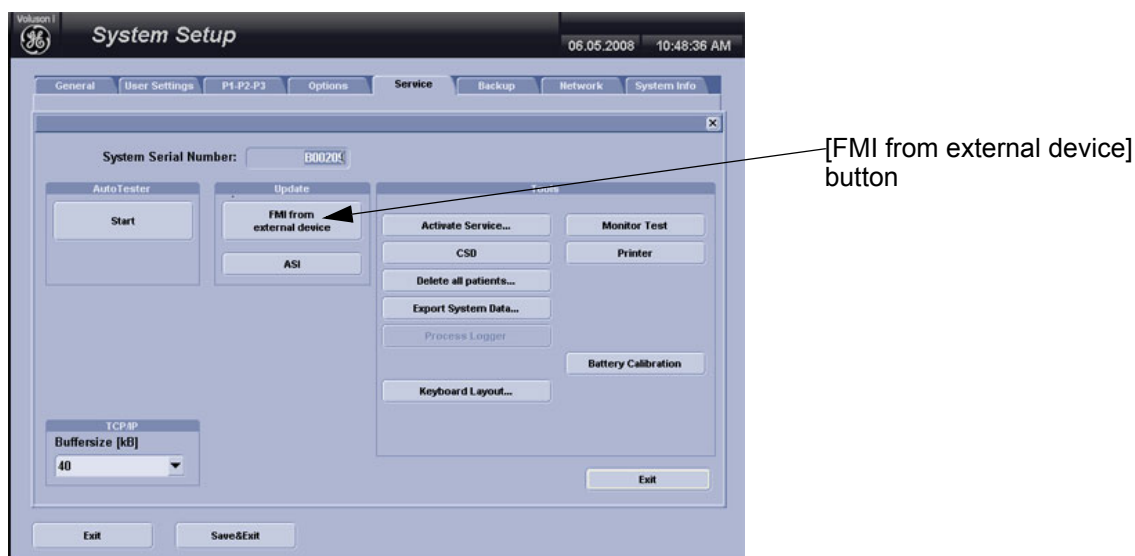 Voluson i
System Setup
06.05.2008 10:48:36 AM
General User Settings P1-P2-P3 Options Service Backup Network System Info
System Serial Number: B00209
AutoTester
Start
Update
FMI from
external device
ASI
Tools
Activate Service...
Monitor Test
CSD
Printer
Delete all patients...
Export System Data...
Process Logger
Battery Calibration
Keyboard Layout...
TCP/IP
Buffersize [kB]
40
Exit
Exit
Save&Exit
[FMI from external device]
button